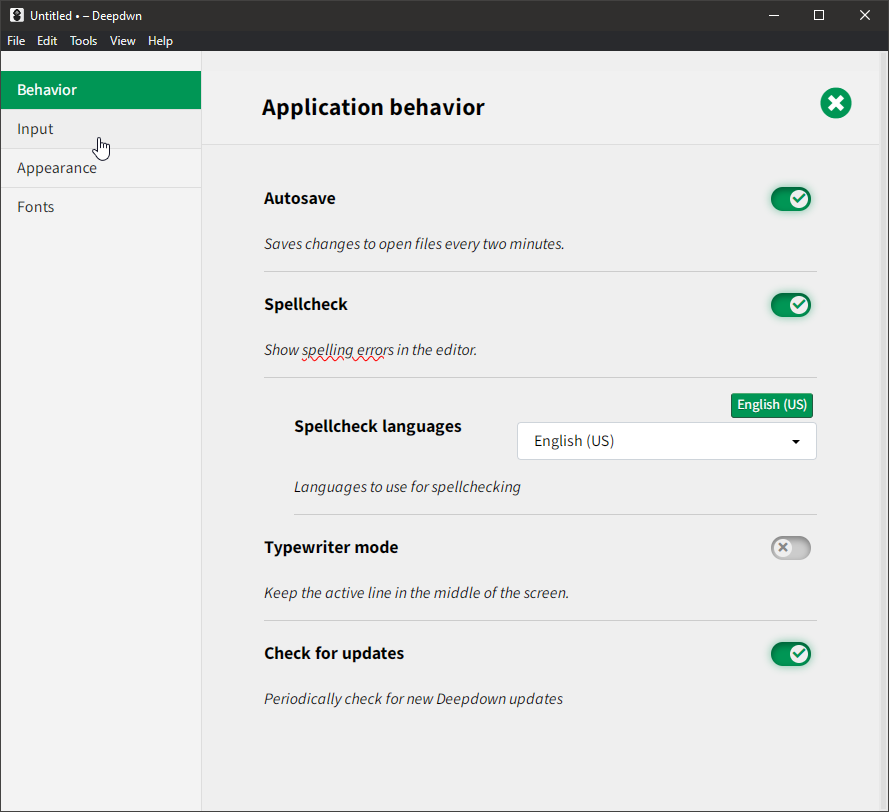 Untitled • – Deepdwn
File Edit Tools View Help
Behavior
Input
Appearance
Fonts
Application behavior
Autosave
Saves changes to open files every two minutes.
Spellcheck
Show spelling errors in the editor.
Spellcheck languages
English (US)
English (US)
Languages to use for spellchecking
Typewriter mode
Keep the active line in the middle of the screen.
Check for updates
Periodically check for new Deepdown updates